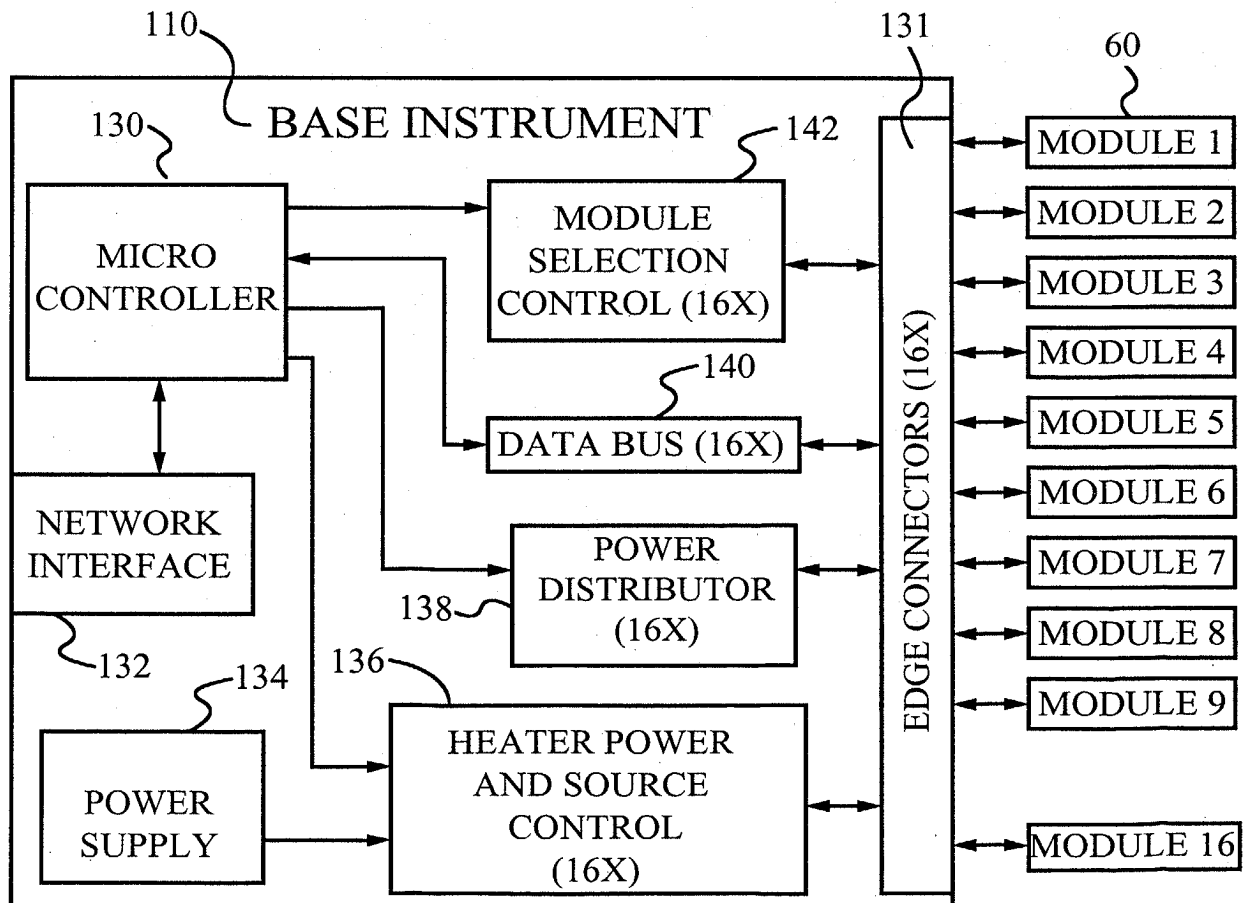 110
131
60
BASE INSTRUMENT
130
142
MICRO
CONTROLLER
MODULE
SELECTION
CONTROL (16X)
140
DATA BUS (16X)
NETWORK
INTERFACE
132
POWER
DISTRIBUTOR
(16X)
138
134
136
POWER
SUPPLY
HEATER POWER
AND SOURCE
CONTROL
(16X)
EDGE CONNECTORS (16X)
MODULE 1
MODULE 2
MODULE 3
MODULE 4
MODULE 5
MODULE 6
MODULE 7
MODULE 8
MODULE 9
MODULE 16